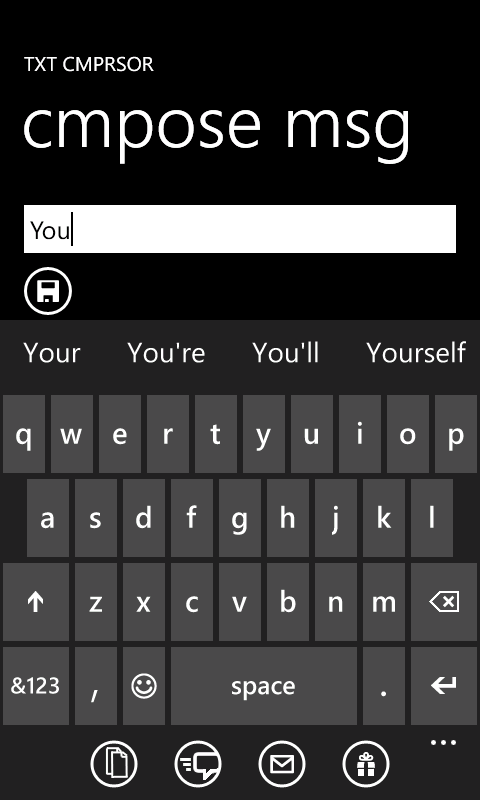 TXT CMPRSOR
cmpose msg
You
Your You're You'll Yourself
q w e r t y u i o p
a s d f g h j k l
z x c v b n m
&123 , space .